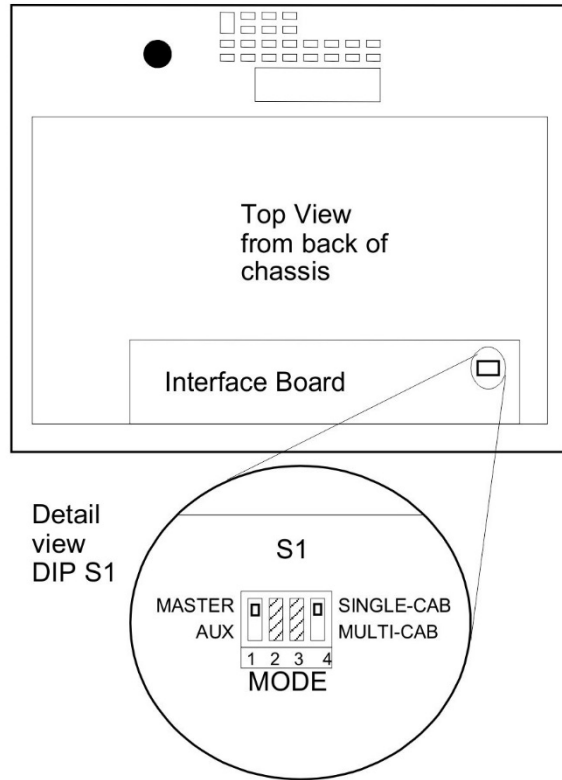 Top View
from back of
chassis
Interface Board
Detail
view
DIP S1
S1
MASTER SINGLE-CAB
AUX MULTI-CAB
1 2 3 4
MODE